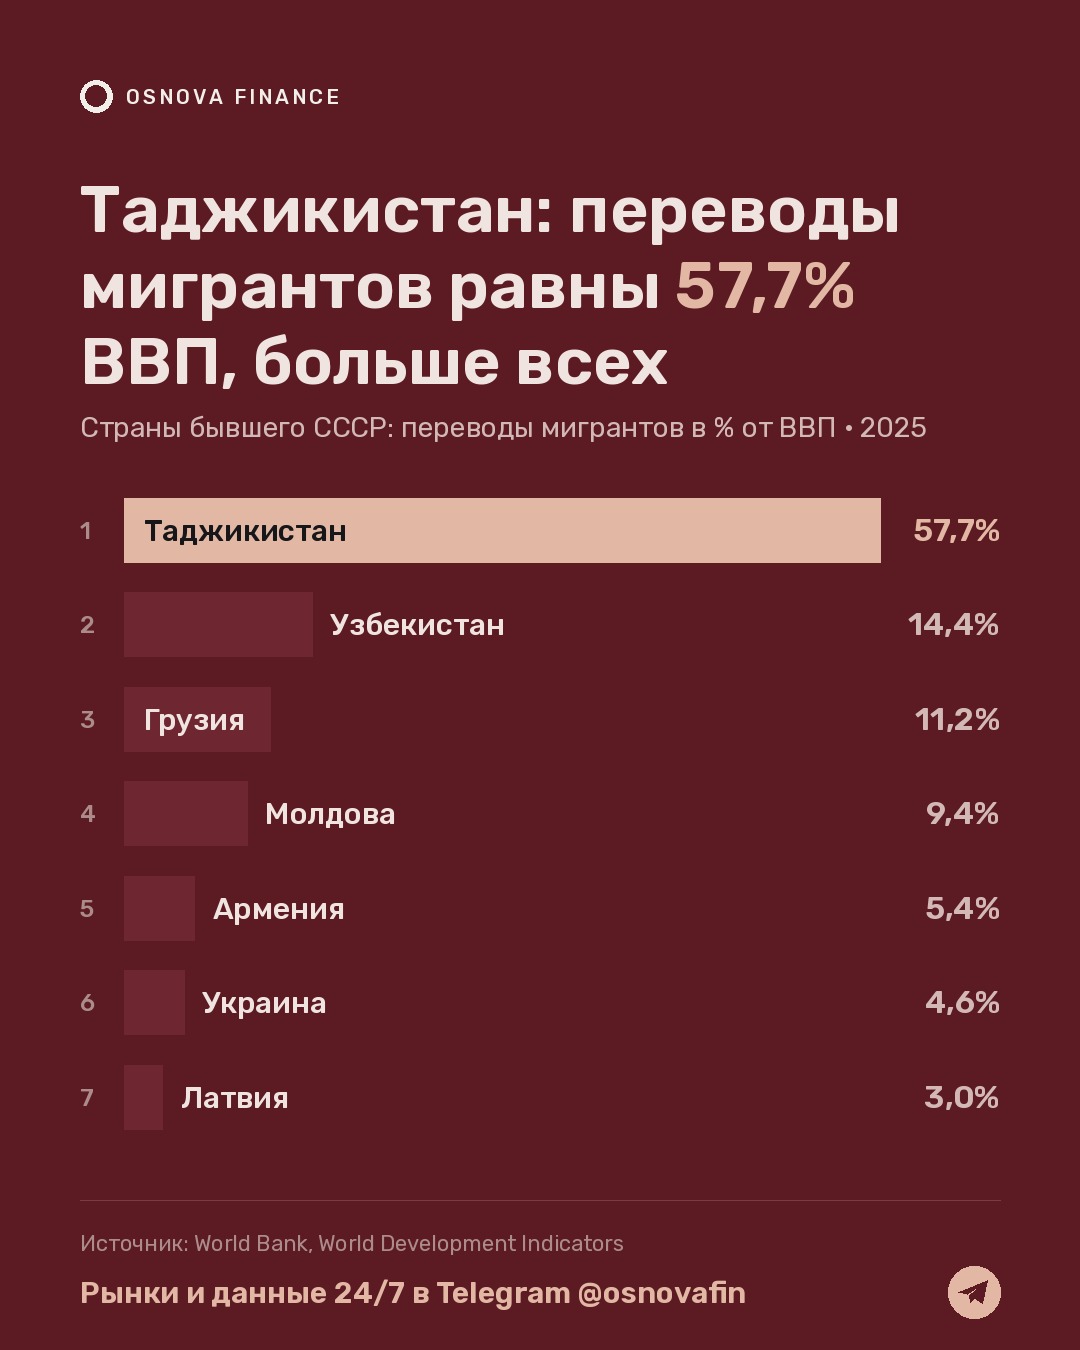 OSNOVA FINANCE
Таджикистан: переводы
мигрантов равны 57,7%
ВВП, больше всех
Страны бывшего СССР: переводы мигрантов в % от ВВП • 2025
1 Таджикистан 57,7%
2 Узбекистан 14,4%
3 Грузия 11,2%
4 Молдова 9,4%
5 Армения 5,4%
6 Украина 4,6%
7 Латвия 3,0%
Источник: World Bank, World Development Indicators
Рынки и данные 24/7 в Telegram @osnovafin